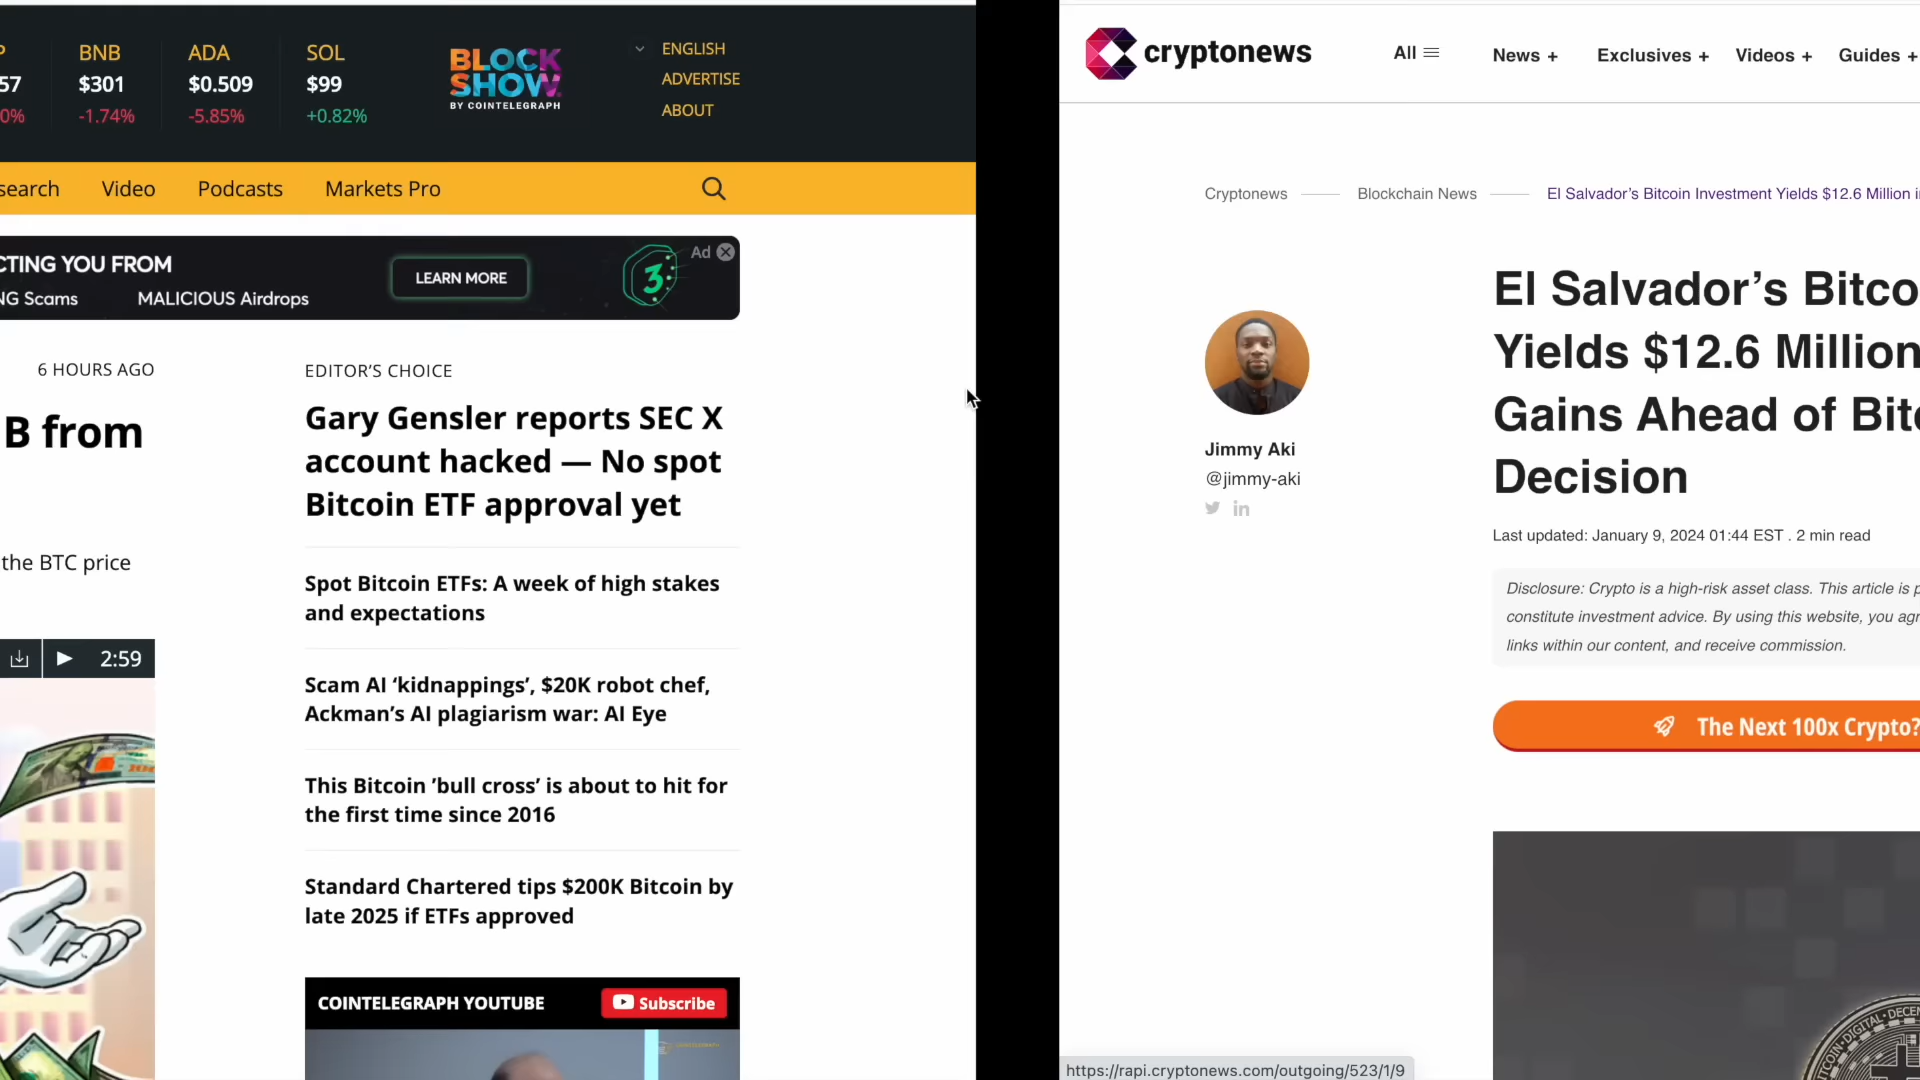 P
57
0%
BNB
$301
-1.74%
ADA
$0.509
-5.85%
SOL
$99
+0.82%
BLOCK
SHOW
BY COINTELEGRAPH
ENGLISH
ADVERTISE
ABOUT
search
Video
Podcasts
Markets Pro
CTING YOU FROM
NG Scams
MALICIOUS Airdrops
LEARN MORE
3
Ad
6 HOURS AGO
B from
the BTC price
2:59
EDITOR'S CHOICE
Gary Gensler reports SEC X
account hacked — No spot
Bitcoin ETF approval yet
Spot Bitcoin ETFs: A week of high stakes
and expectations
Scam AI ‘kidnappings’, $20K robot chef,
Ackman’s AI plagiarism war: AI Eye
This Bitcoin ’bull cross’ is about to hit for
the first time since 2016
Standard Chartered tips $200K Bitcoin by
late 2025 if ETFs approved
COINTELEGRAPH YOUTUBE
Subscribe
cryptonews
All
News +
Exclusives +
Videos +
Guides +
Cryptonews
Blockchain News
El Salvador’s Bitcoin Investment Yields $12.6 Million i
Jimmy Aki
@jimmy-aki
El Salvador’s Bitco
Yields $12.6 Million
Gains Ahead of Bit
Decision
Last updated: January 9, 2024 01:44 EST . 2 min read
Disclosure: Crypto is a high-risk asset class. This article is p
constitute investment advice. By using this website, you agr
links within our content, and receive commission.
The Next 100x Crypto?
BITCOIN · DIGITAL · DECEN
https://rapi.cryptonews.com/outgoing/523/1/9